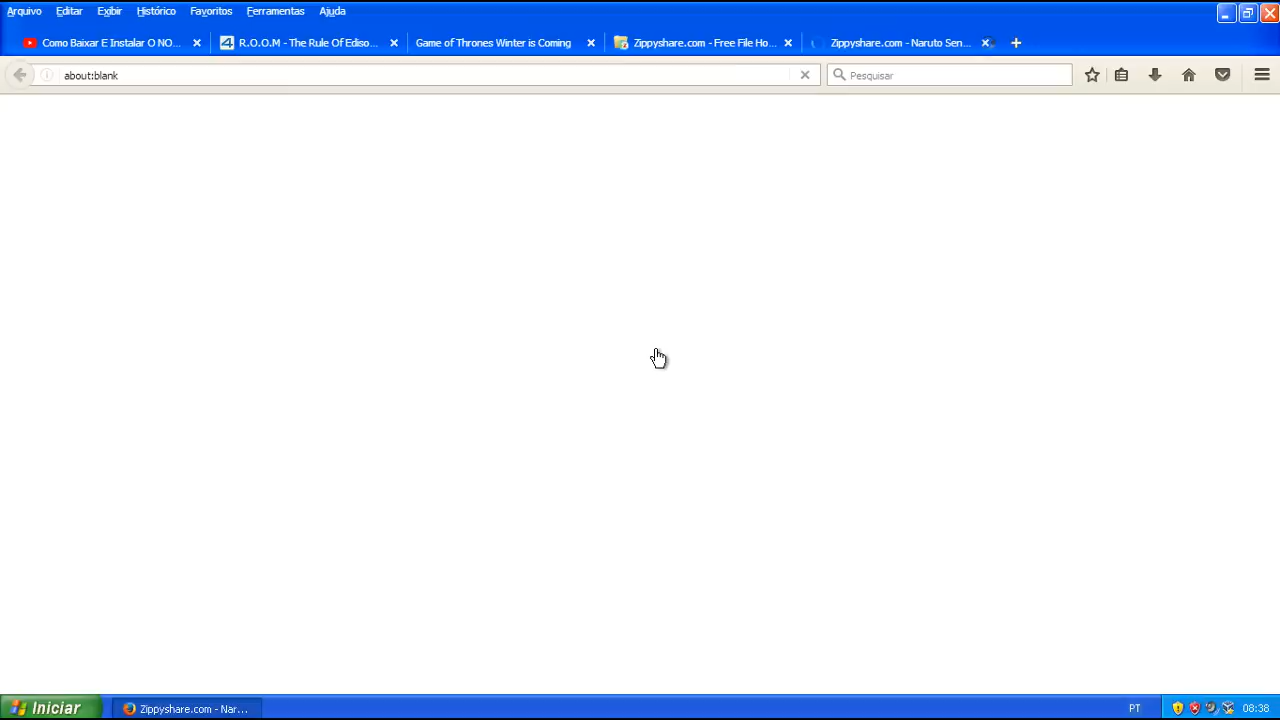 Arquivo Editar Exibir Histórico Favoritos Ferramentas Ajuda
Como Baixar E Instalar O NO... R.O.O.M - The Rule Of Ediso... Game of Thrones Winter is Coming Zippyshare.com - Free File Ho... Zippyshare.com - Naruto Sen...
about:blank Pesquisar
Iniciar Zippyshare.com - Nar... PT 08:38